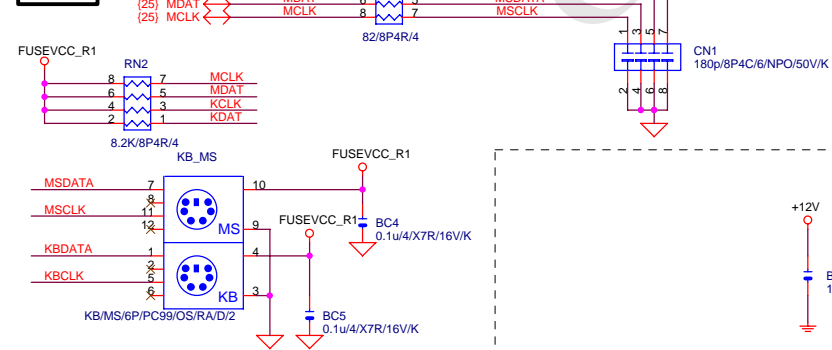 {25} MDAT MDAT 8 5 MSDATA
{25} MCLK MCLK 8 7 MSCLK
82/8P4R/4
1 3 5 7
CN1
180p/8P4C/6/NPO/50V/K
2 4 6 8
FUSEVCC_R1
RN2
8 7 MCLK
6 5 MDAT
4 3 KCLK
2 1 KDAT
8.2K/8P4R/4
KB_MS
FUSEVCC_R1
MSDATA 7 10
8
MSCLK 11
12 MS 9
FUSEVCC_R1
BC4
0.1u/4/X7R/16V/K
KBDATA 1 4
2
KBCLK 5
6 KB 3
KB/MS/6P/PC99/OS/RA/D/2
BC5
0.1u/4/X7R/16V/K
+12V